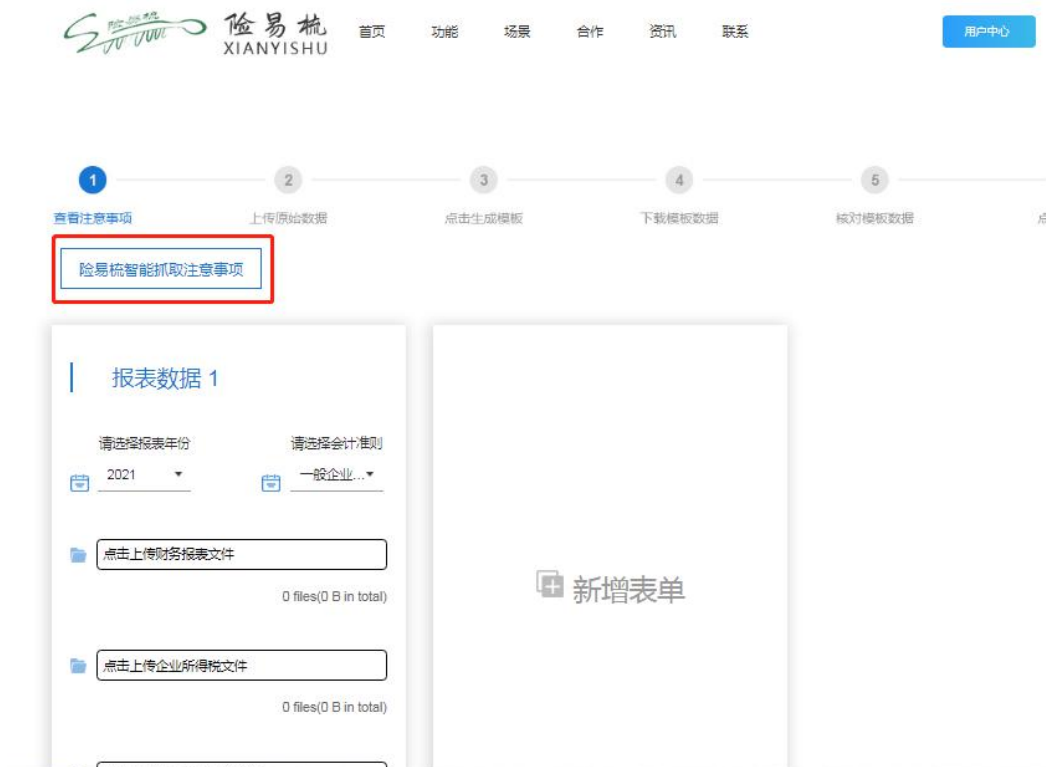 险易梳
险易梳
XIANYISHU
首页 功能 场景 合作 资讯 联系 用户中心
1 2 3 4 5
查看注意事项 上传原始数据 点击生成模板 下载模板数据 核对模板数据 点
险易梳智能抓取注意事项
报表数据 1
请选择报表年份 请选择会计准则
2021 一般企业...
点击上传财务报表文件
0 files(0 B in total)
新增表单
点击上传企业所得税文件
0 files(0 B in total)